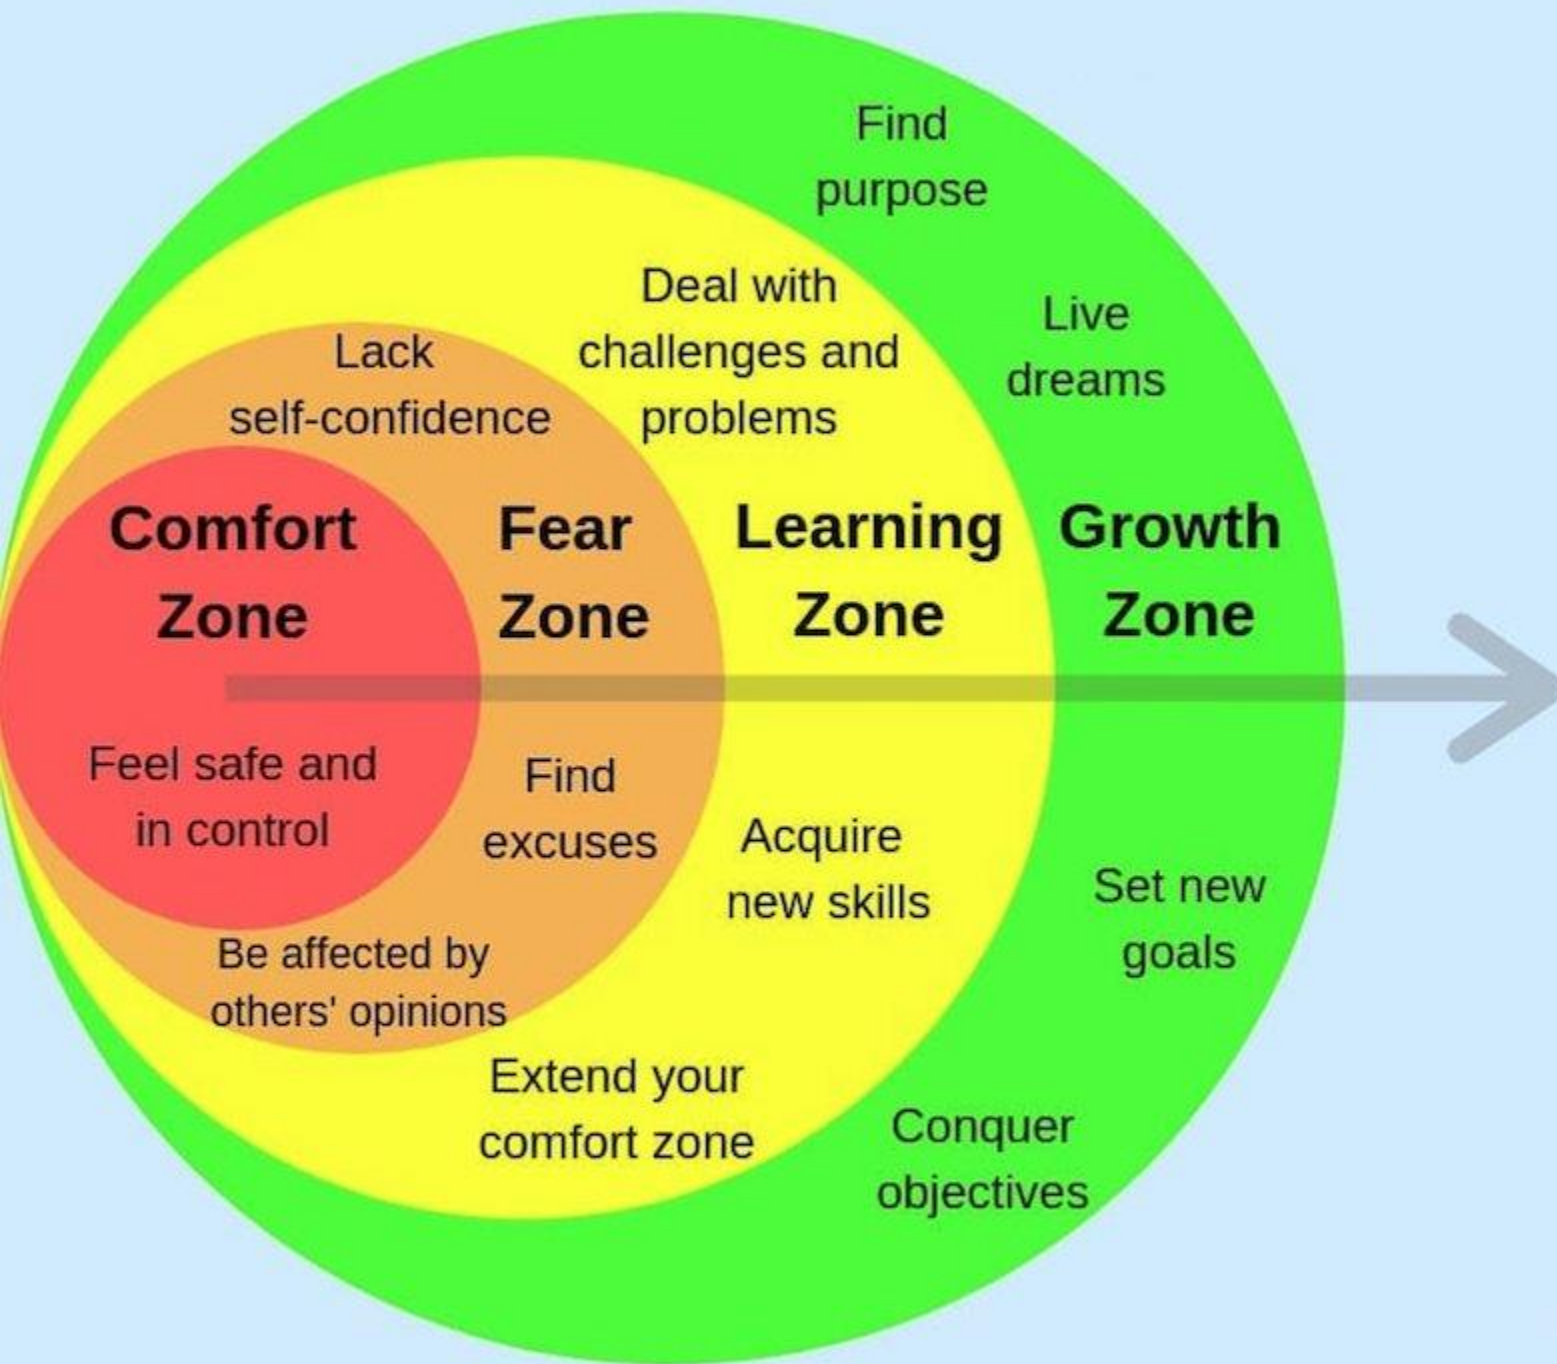 Find
purpose
Live
dreams
Deal with
challenges and
problems
Lack
self-confidence
Comfort
Zone
Fear
Zone
Learning
Zone
Growth
Zone
Feel safe and
in control
Find
excuses
Be affected by
others' opinions
Acquire
new skills
Extend your
comfort zone
Set new
goals
Conquer
objectives